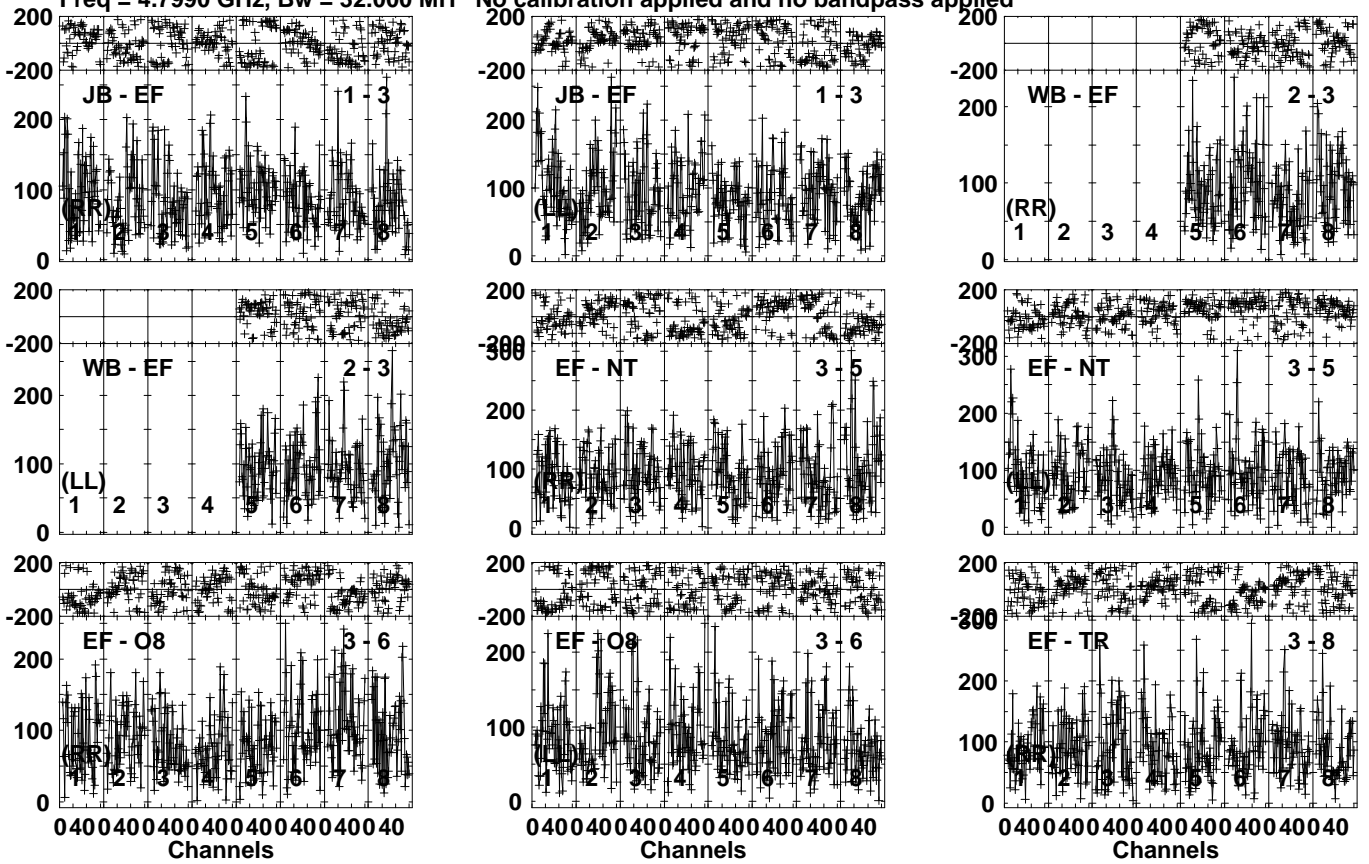 Freq = 4.7990 GHz, Bw = 32.000 MH No calibration applied and no bandpass applied
200 200 200
-200 -200
JB - EF 1 - 3 JB - EF 1 - 3 WB - EF 2 - 3
200 200 200
100 100 100
(RR) (LL) (RR)
1 2 3 4 5 6 7 8 1 2 3 4 5 6 7 8 1 2 3 4 5 6 7 8
0 0 0
200 200 200
-200 -200 -200
300 300
WB - EF 2 - 3 EF - NT 3 - 5 EF - NT 3 - 5
200 200 200
100 100 100
(LL) (RR) (LL)
1 2 3 4 5 6 7 8 1 2 3 4 5 6 7 8 1 2 3 4 5 6 7 8
0 0 0
200 200 200
-200 -200
300
EF - O8 3 - 6 EF - O8 3 - 6 EF - TR 3 - 8
200 200 200
100 100 100
(RR) (LL) (RR)
1 2 3 4 5 6 7 8 1 2 3 4 5 6 7 8 1 2 3 4 5 6 7 8
0 0 0
0 40 0 40 0 40 0 40 0 40 0 40 0 40 0 40 0 40 0 40 0 40 0 40 0 40 0 40 0 40 0 40 0 40 0 40 0 40 0 40 0 40 0 40 0 40 0 40
Channels Channels Channels